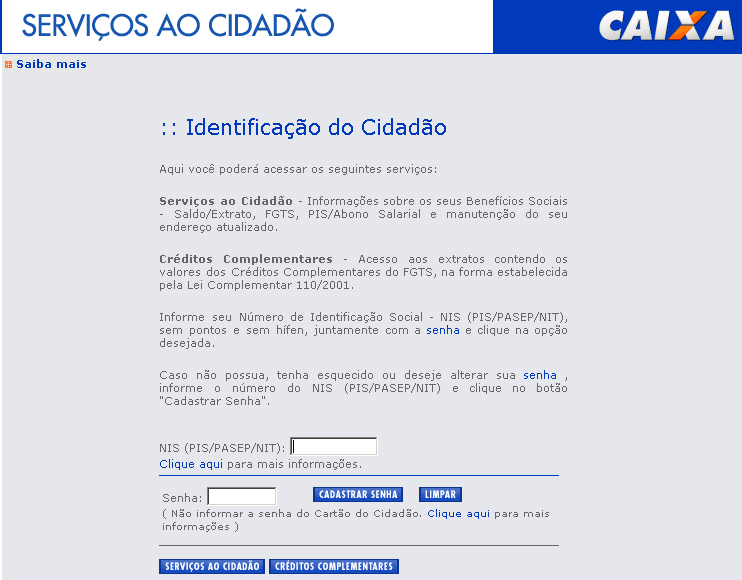 SERVIÇOS AO CIDADÃO
CAIXA
Saiba mais
:: Identificação do Cidadão
Aqui você poderá acessar os seguintes serviços:
Serviços ao Cidadão - Informações sobre os seus Benefícios Sociais
- Saldo/Extrato, FGTS, PIS/Abono Salarial e manutenção do seu
endereço atualizado.
Créditos Complementares - Acesso aos extratos contendo os
valores dos Créditos Complementares do FGTS, na forma estabelecida
pela Lei Complementar 110/2001.
Informe seu Número de Identificação Social - NIS (PIS/PASEP/NIT),
sem pontos e sem hífen, juntamente com a senha e clique na opção
desejada.
Caso não possua, tenha esquecido ou deseje alterar sua senha ,
informe o número do NIS (PIS/PASEP/NIT) e clique no botão
"Cadastrar Senha".
NIS (PIS/PASEP/NIT):
Clique aqui para mais informações.
Senha: CADASTRAR SENHA LIMPAR
( Não informar a senha do Cartão do Cidadão. Clique aqui para mais
informações )
SERVIÇOS AO CIDADÃO CRÉDITOS COMPLEMENTARES